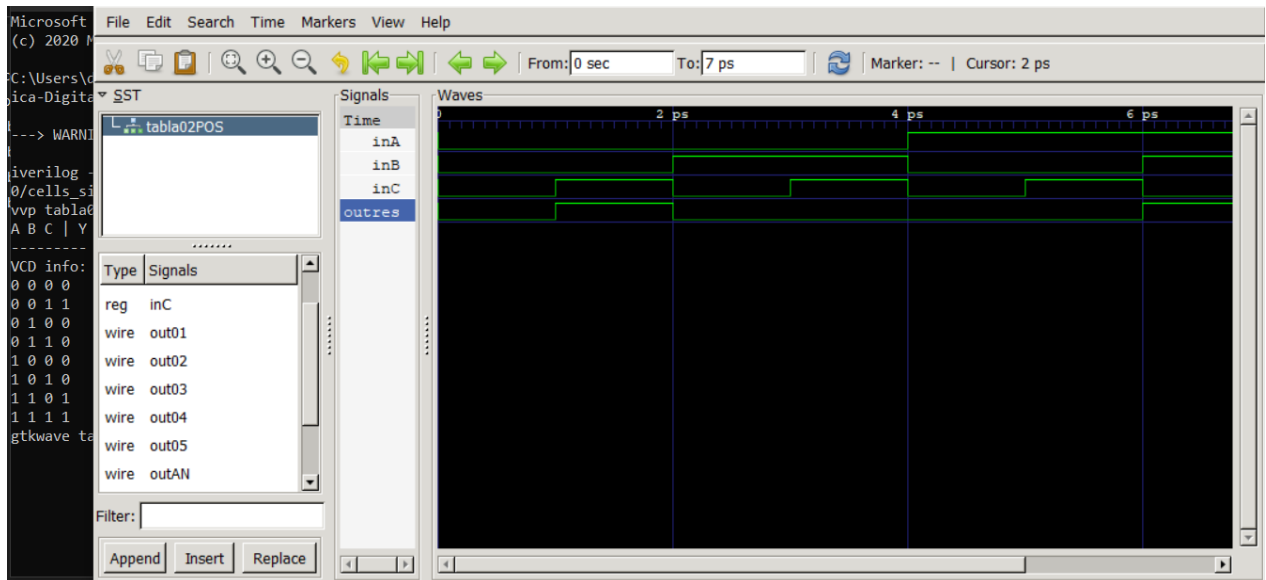 Microsoft
(c) 2020 M
C:\Users\d
ica-Digita
---> WARNI
iverilog -
0/cells_si
vvp tabla0
A B C | Y
---------
VCD info:
0 0 0 0
0 0 1 1
0 1 0 0
0 1 1 0
1 0 0 0
1 0 1 0
1 1 0 1
1 1 1 1
gtkwave ta
File Edit Search Time Markers View Help
From: 0 sec To: 7 ps Marker: -- | Cursor: 2 ps
SST
tabla02POS
Type Signals
reg inC
wire out01
wire out02
wire out03
wire out04
wire out05
wire outAN
Filter:
Append Insert Replace
Signals
Time
inA
inB
inC
outres
Waves
0 2 ps 4 ps 6 ps